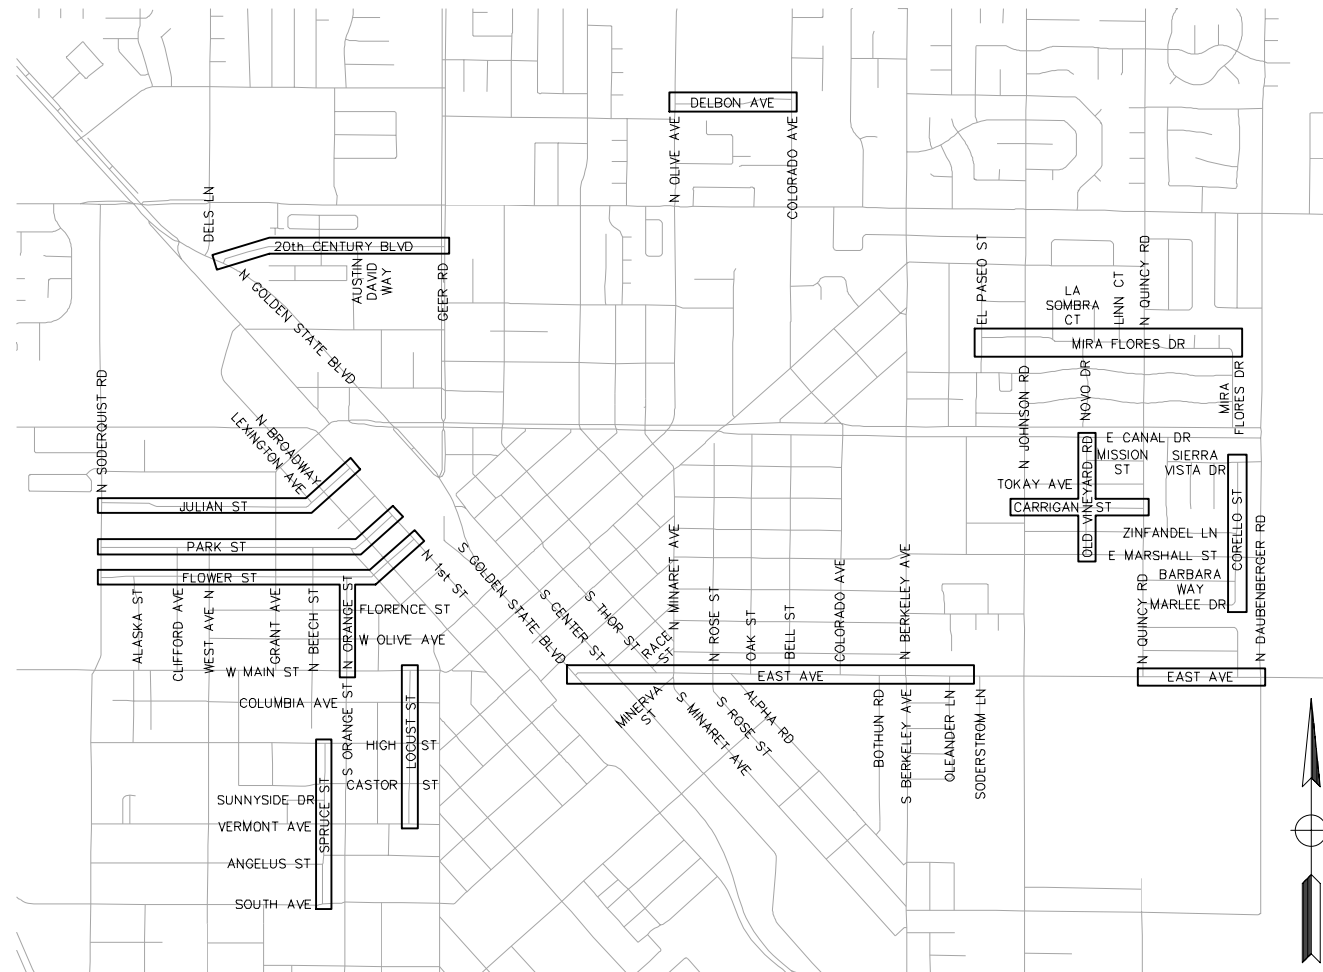 DELBON AVE
N OLIVE AVE
COLORADO AVE
DELS LN
20th CENTURY BLVD
AUSTIN
DAVID
WAY
GEER RD
N GOLDEN STATE BLVD
EL PASEO ST
LA
SOMBRA
CT
LINN CT
N QUINCY RD
MIRA FLORES DR
N JOHNSON RD
NOVO DR
MIRA
FLORES DR
N SODERQUIST RD
N BROADWAY
LEXINGTON AVE
JULIAN ST
PARK ST
FLOWER ST
N 1st ST
E CANAL DR
MISSION
ST
SIERRA
VISTA DR
TOKAY AVE
OLD VINEYARD RD
CARRIGAN ST
ZINFANDEL LN
E MARSHALL ST
BARBARA
WAY
MARLEE DR
CORELLO ST
N DAUBENBERGER RD
N QUINCY RD
EAST AVE
ALASKA ST
CLIFFORD AVE
WEST AVE N
GRANT AVE
N BEECH ST
N ORANGE ST
FLORENCE ST
W OLIVE AVE
W MAIN ST
COLUMBIA AVE
S ORANGE ST
HIGH ST
LOCUST ST
CASTOR ST
SUNNYSIDE DR
SPRUCE ST
VERMONT AVE
ANGELUS ST
SOUTH AVE
S GOLDEN STATE BLVD
S CENTER ST
S THOR ST
RACE
ST
N MINARET AVE
N ROSE ST
OAK ST
BELL ST
COLORADO AVE
N BERKELEY AVE
EAST AVE
MINERVA
ST
S MINARET AVE
S ROSE ST
ALPHA RD
BOTHUN RD
S BERKELEY AVE
OLEANDER LN
SODERSTROM LN